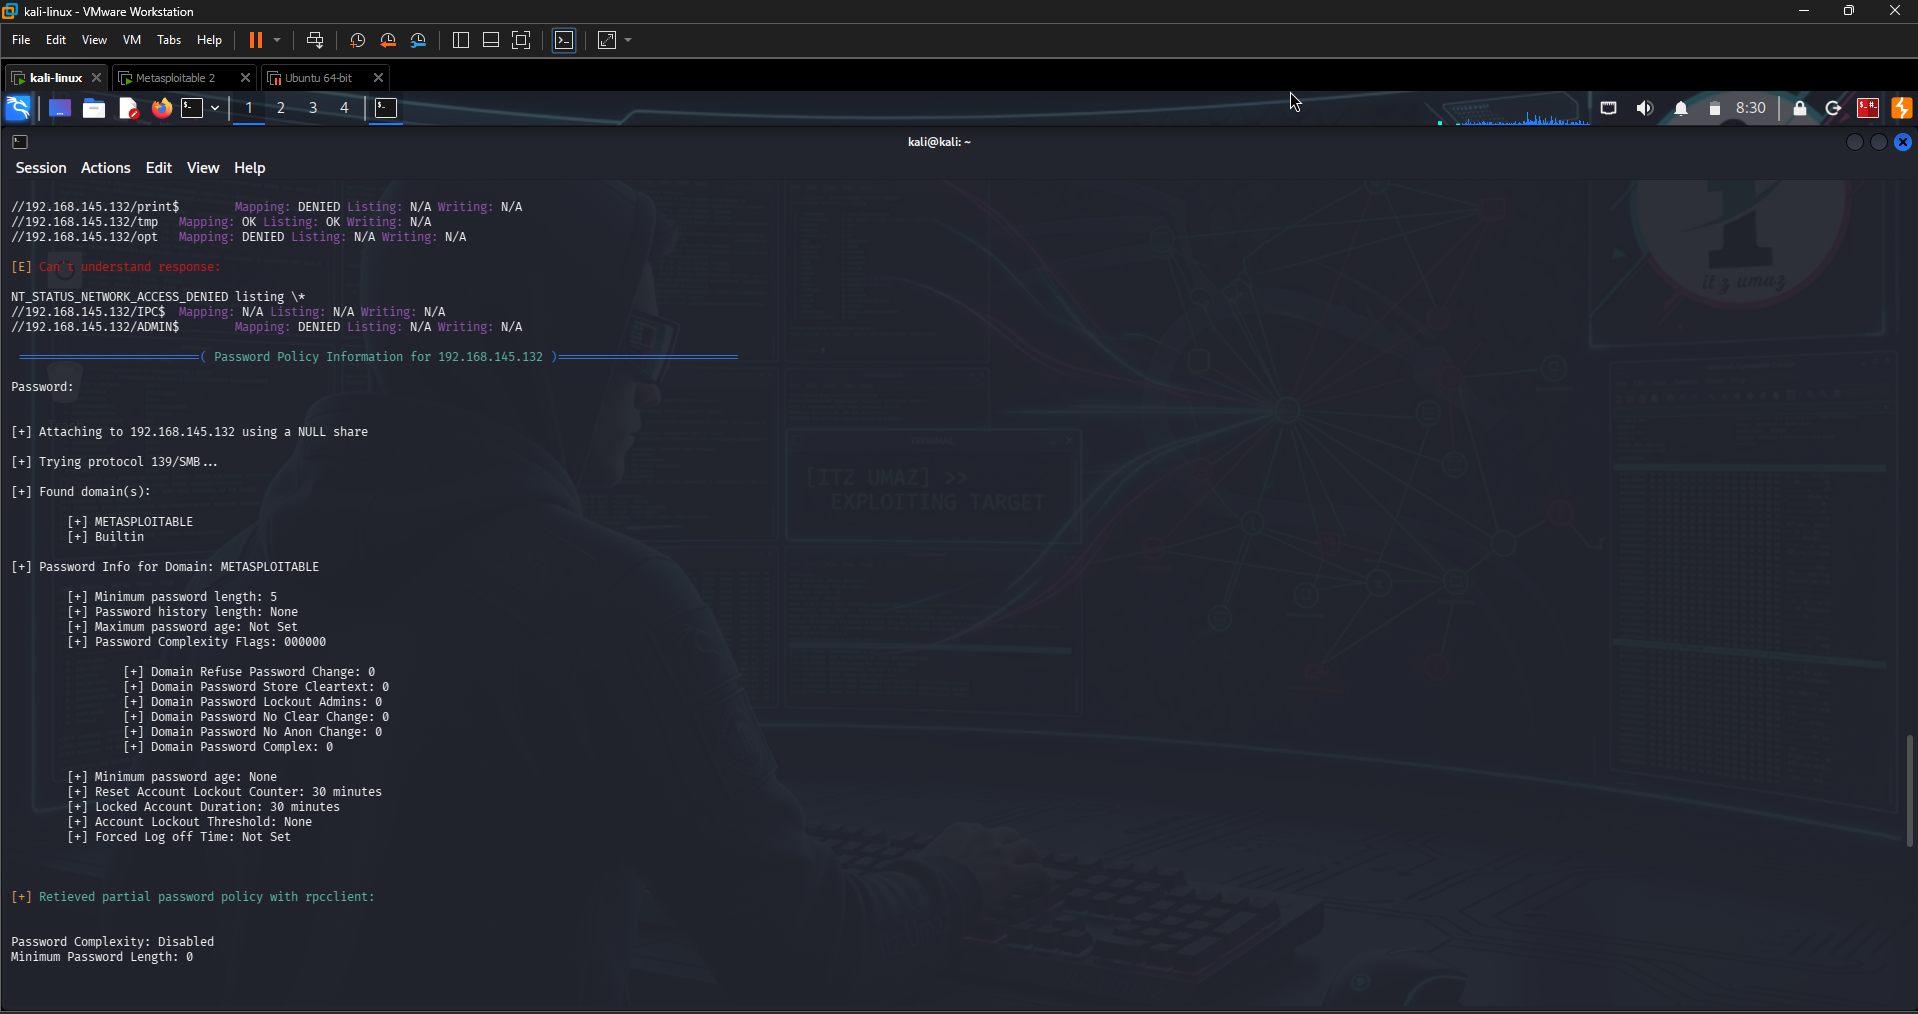 kali-linux - VMware Workstation
File Edit View VM Tabs Help
kali-linux Metasploitable 2 Ubuntu 64-bit
1 2 3 4 8:30
kali@kali: ~
Session Actions Edit View Help
//192.168.145.132/print$ Mapping: DENIED Listing: N/A Writing: N/A
//192.168.145.132/tmp Mapping: OK Listing: OK Writing: N/A
//192.168.145.132/opt Mapping: DENIED Listing: N/A Writing: N/A
[E] Can't understand response:
NT_STATUS_NETWORK_ACCESS_DENIED listing \*
//192.168.145.132/IPC$ Mapping: N/A Listing: N/A Writing: N/A
//192.168.145.132/ADMIN$ Mapping: DENIED Listing: N/A Writing: N/A
( Password Policy Information for 192.168.145.132 )
Password:
[+] Attaching to 192.168.145.132 using a NULL share
[+] Trying protocol 139/SMB...
[+] Found domain(s):
[+] METASPLOITABLE
[+] Builtin
[+] Password Info for Domain: METASPLOITABLE
[+] Minimum password length: 5
[+] Password history length: None
[+] Maximum password age: Not Set
[+] Password Complexity Flags: 000000
[+] Domain Refuse Password Change: 0
[+] Domain Password Store Cleartext: 0
[+] Domain Password Lockout Admins: 0
[+] Domain Password No Clear Change: 0
[+] Domain Password No Anon Change: 0
[+] Domain Password Complex: 0
[+] Minimum password age: None
[+] Reset Account Lockout Counter: 30 minutes
[+] Locked Account Duration: 30 minutes
[+] Account Lockout Threshold: None
[+] Forced Log off Time: Not Set
[+] Retieved partial password policy with rpcclient:
Password Complexity: Disabled
Minimum Password Length: 0
itz umaz
[ITZ UMAZ] >>
EXPLOITING TARGET